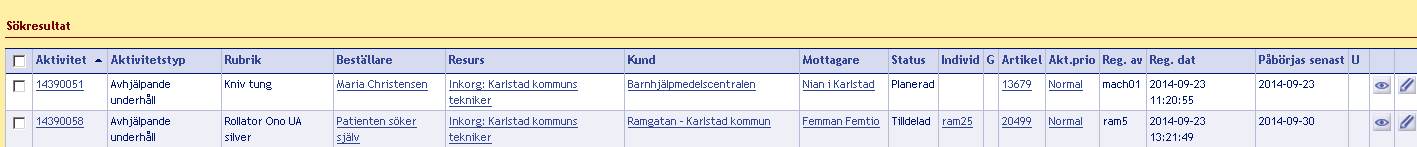 Sökresultat
Aktivitet Aktivitetstyp Rubrik Beställare Resurs Kund Mottagare Status Individ G Artikel Akt.prio Reg. av Reg. dat Påbörjas senast U
14390051 Avhjälpande Kniv tung Maria Christensen Inkorg: Karlstad kommuns Barnhjälpmedelscentralen Nian i Karlstad Planerad 13679 Normal mach01 2014-09-23 2014-09-23
underhåll tekniker 11:20:55
14390058 Avhjälpande Rollator Ono UA Patienten söker Inkorg: Karlstad kommuns Ramgatan - Karlstad kommun Femman Femtio Tilldelad ram25 20499 Normal ram5 2014-09-23 2014-09-30
underhåll silver själv tekniker 13:21:49